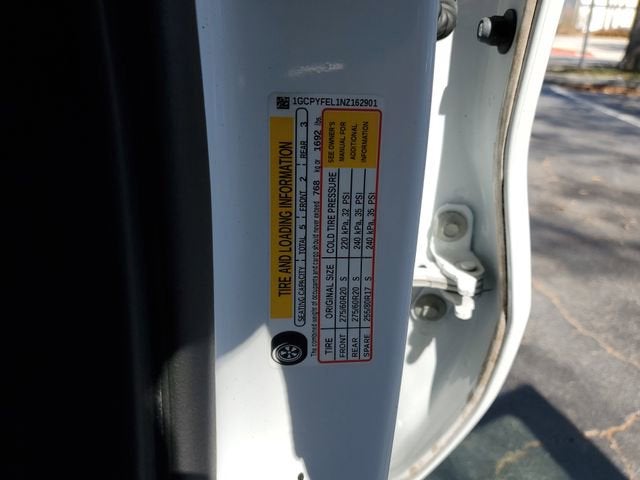 1GCPYFEL1NZ162901
TIRE AND LOADING INFORMATION
SEATING CAPACITY TOTAL 5 FRONT 2 REAR 3
The combined weight of occupants and cargo should never exceed 768 kg or 1692 lbs.
TIRE ORIGINAL SIZE COLD TIRE PRESSURE
FRONT 275/60R20 S 220 kPa, 32 PSI
REAR 275/60R20 S 240 kPa, 35 PSI
SPARE 255/80R17 S 240 kPa, 35 PSI
SEE OWNER'S
MANUAL FOR
ADDITIONAL
INFORMATION